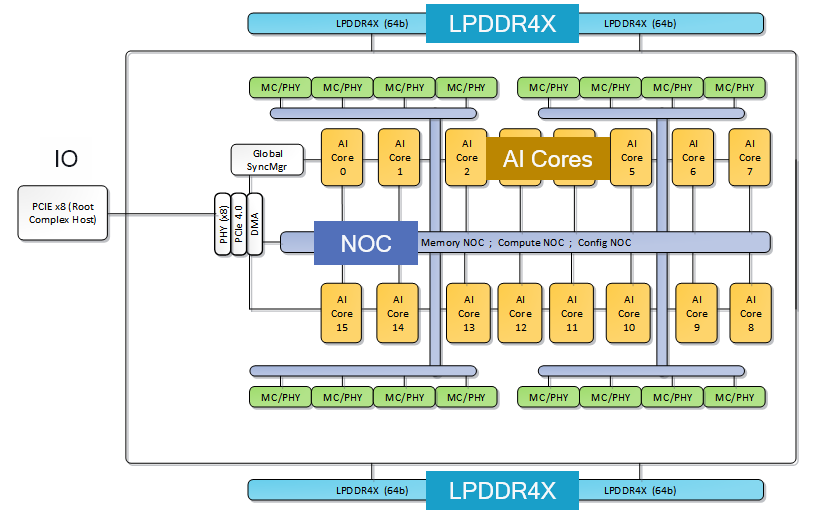 LPDDR4X (64b)
LPDDR4X
LPDDR4X (64b)
MC/PHY
MC/PHY
MC/PHY
MC/PHY
MC/PHY
MC/PHY
MC/PHY
MC/PHY
IO
Global
SyncMgr
AI
Core
0
AI
Core
1
AI
Core
2
AI Cores
AI
Core
5
AI
Core
6
AI
Core
7
PCIE x8 (Root
Complex Host)
PHY (x8)
PCIe 4.0
DMA
NOC
Memory NOC ; Compute NOC ; Config NOC
AI
Core
15
AI
Core
14
AI
Core
13
AI
Core
12
AI
Core
11
AI
Core
10
AI
Core
9
AI
Core
8
MC/PHY
MC/PHY
MC/PHY
MC/PHY
MC/PHY
MC/PHY
MC/PHY
MC/PHY
LPDDR4X (64b)
LPDDR4X
LPDDR4X (64b)